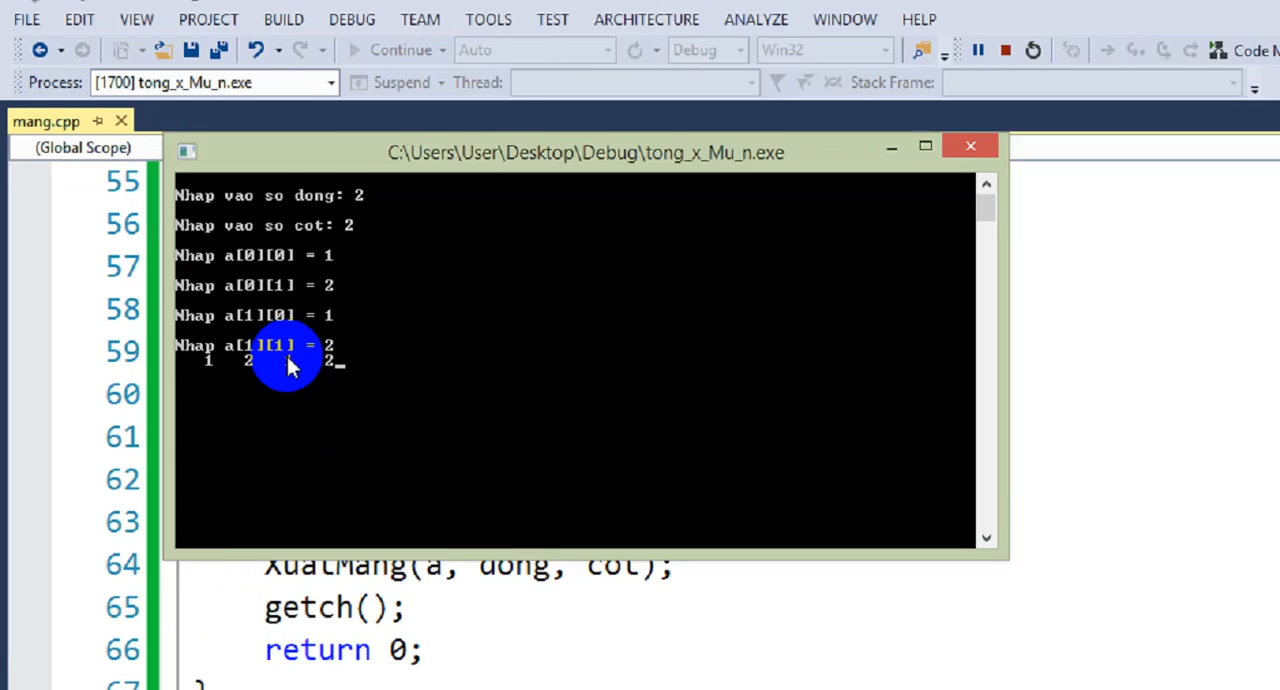 FILE EDIT VIEW PROJECT BUILD DEBUG TEAM TOOLS TEST ARCHITECTURE ANALYZE WINDOW HELP
Continue Auto Debug Win32 Code
Process: [1700] tong_x_Mu_n.exe Suspend Thread: Stack Frame:
mang.cpp
(Global Scope)
C:\Users\User\Desktop\Debug\tong_x_Mu_n.exe
55
Nhap vao so dong: 2
56
Nhap vao so cot: 2
57
Nhap a[0][0] = 1
Nhap a[0][1] = 2
58
Nhap a[1][0] = 1
59
Nhap a[1][1] = 2
1 2 2_
60
61
62
63
64 XuatMang(a, dong, cot);
65 getch();
66 return 0;
67 }